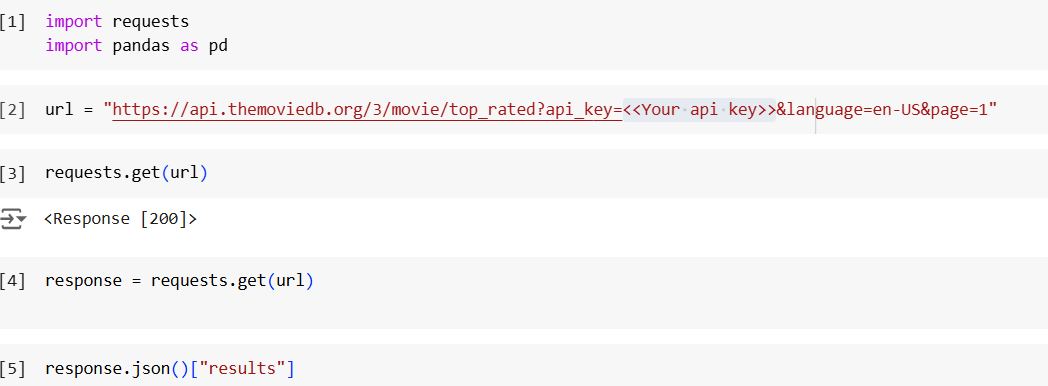 [1] import requests
import pandas as pd
[2] url = "https://api.themoviedb.org/3/movie/top_rated?api_key=<<Your api key>>&language=en-US&page=1"
[3] requests.get(url)
<Response [200]>
[4] response = requests.get(url)
[5] response.json()["results"]